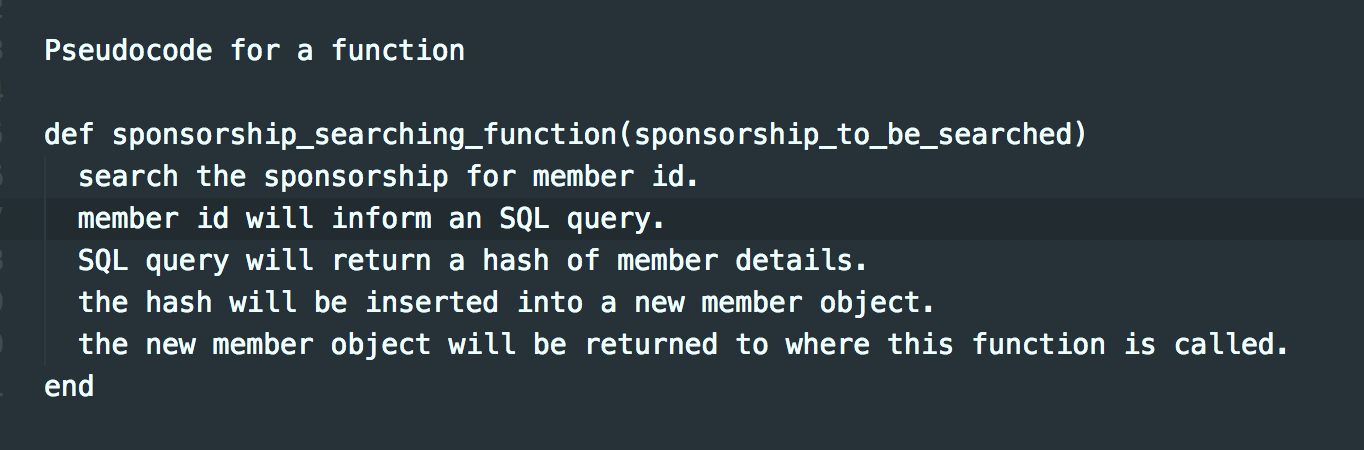 Pseudocode for a function
def sponsorship_searching_function(sponsorship_to_be_searched)
search the sponsorship for member id.
member id will inform an SQL query.
SQL query will return a hash of member details.
the hash will be inserted into a new member object.
the new member object will be returned to where this function is called.
end